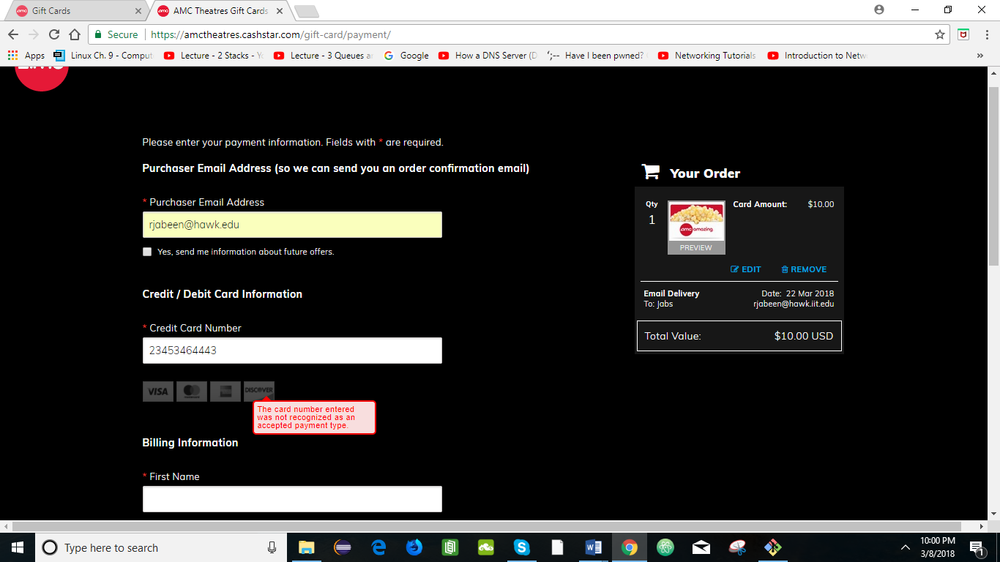 Gift Cards
AMC Theatres Gift Cards
Secure
https://amctheatres.cashstar.com/gift-card/payment/
Apps
Linux Ch. 9 - Comput
Lecture - 2 Stacks - Yo
Lecture - 3 Queues a
Google
How a DNS Server (D
Have I been pwned?
Networking Tutorials
Introduction to Netw
Please enter your payment information. Fields with * are required.
Purchaser Email Address (so we can send you an order confirmation email)
* Purchaser Email Address
rjabeen@hawk.edu
Yes, send me information about future offers.
Credit / Debit Card Information
* Credit Card Number
23453464443
VISA
DISCOVER
The card number entered
was not recognized as an
accepted payment type.
Billing Information
* First Name
Your Order
Qty
1
amc amazing.
PREVIEW
Card Amount: $10.00
EDIT
REMOVE
Email Delivery
Date: 22 Mar 2018
To: Jabs
rjabeen@hawk.iit.edu
Total Value: $10.00 USD
Type here to search
10:00 PM
3/8/2018
1